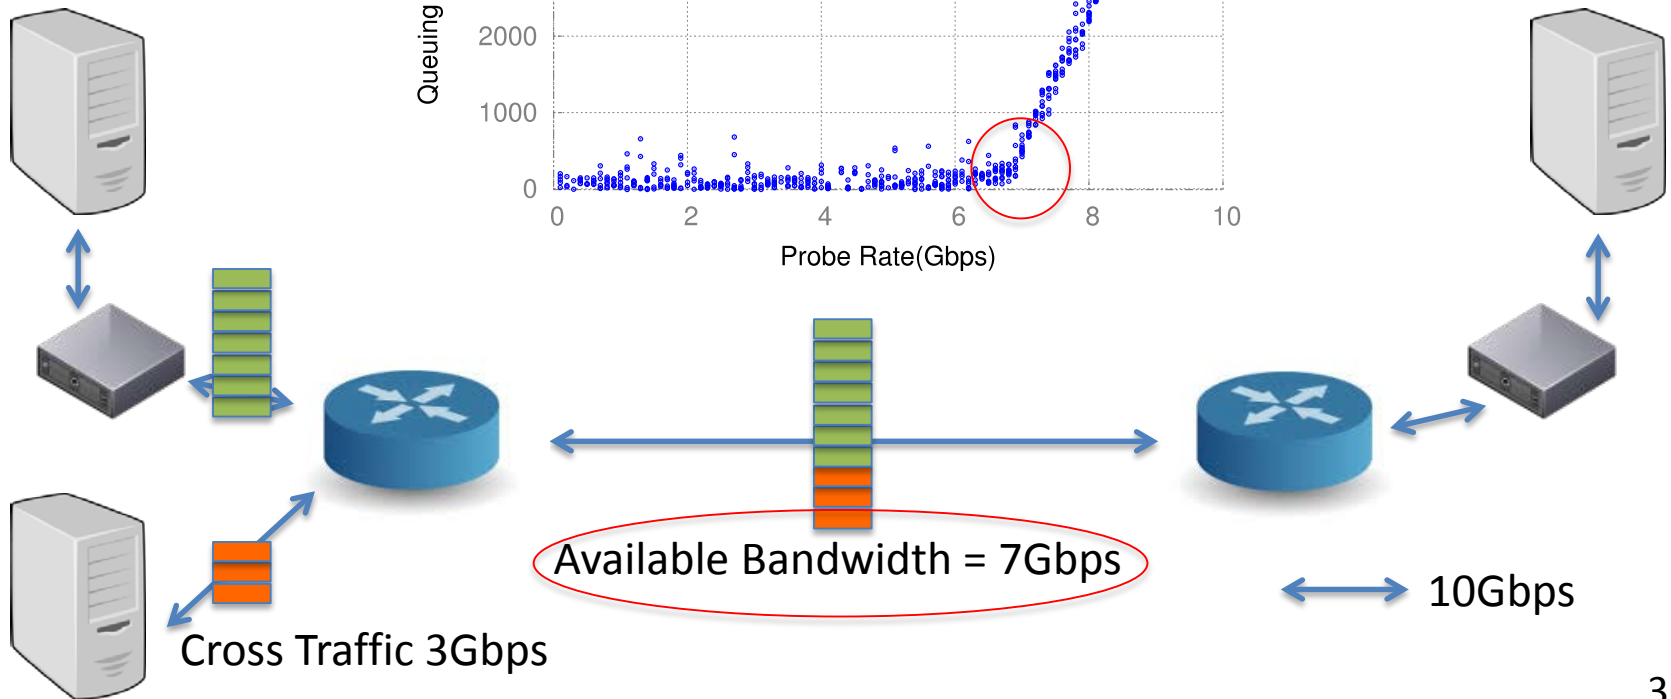 Queuing
2000
1000
0
0 2 4 6 8 10
Probe Rate(Gbps)
Available Bandwidth = 7Gbps
10Gbps
Cross Traffic 3Gbps
3